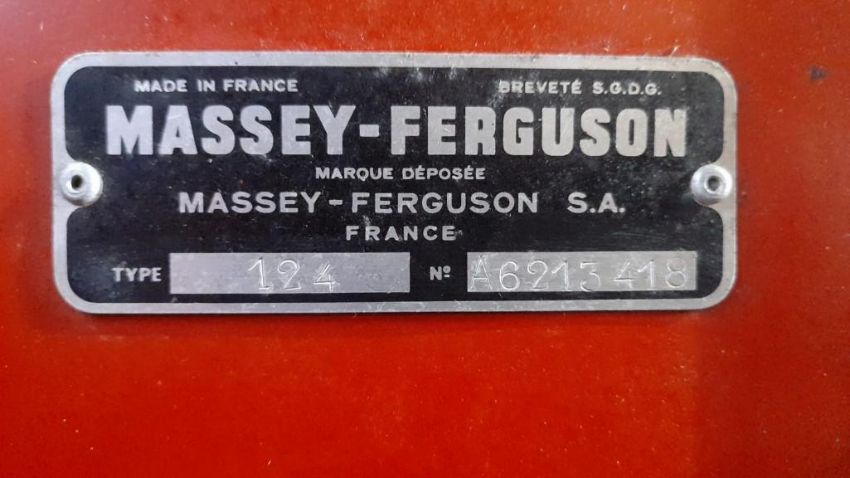 MADE IN FRANCE BREVETÉ S.G.D.G.
MASSEY-FERGUSON
MARQUE DÉPOSÉE
MASSEY-FERGUSON S.A.
FRANCE
TYPE 124 Nº A6213418